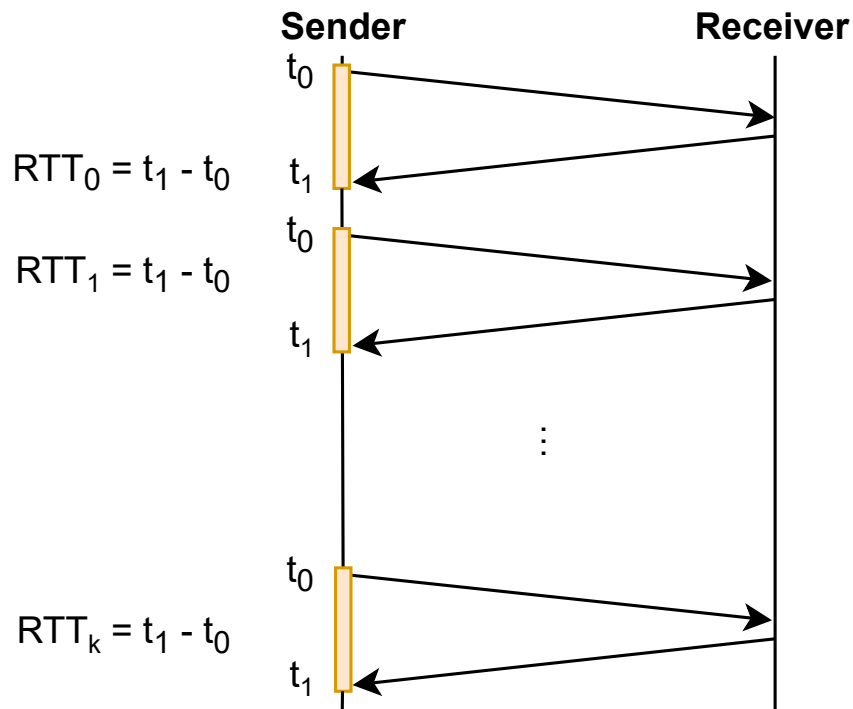 Sender Receiver
t₀
RTT₀ = t₁ - t₀ t₁
t₀
RTT₁ = t₁ - t₀
t₁
⋮
t₀
RTTₖ = t₁ - t₀
t₁